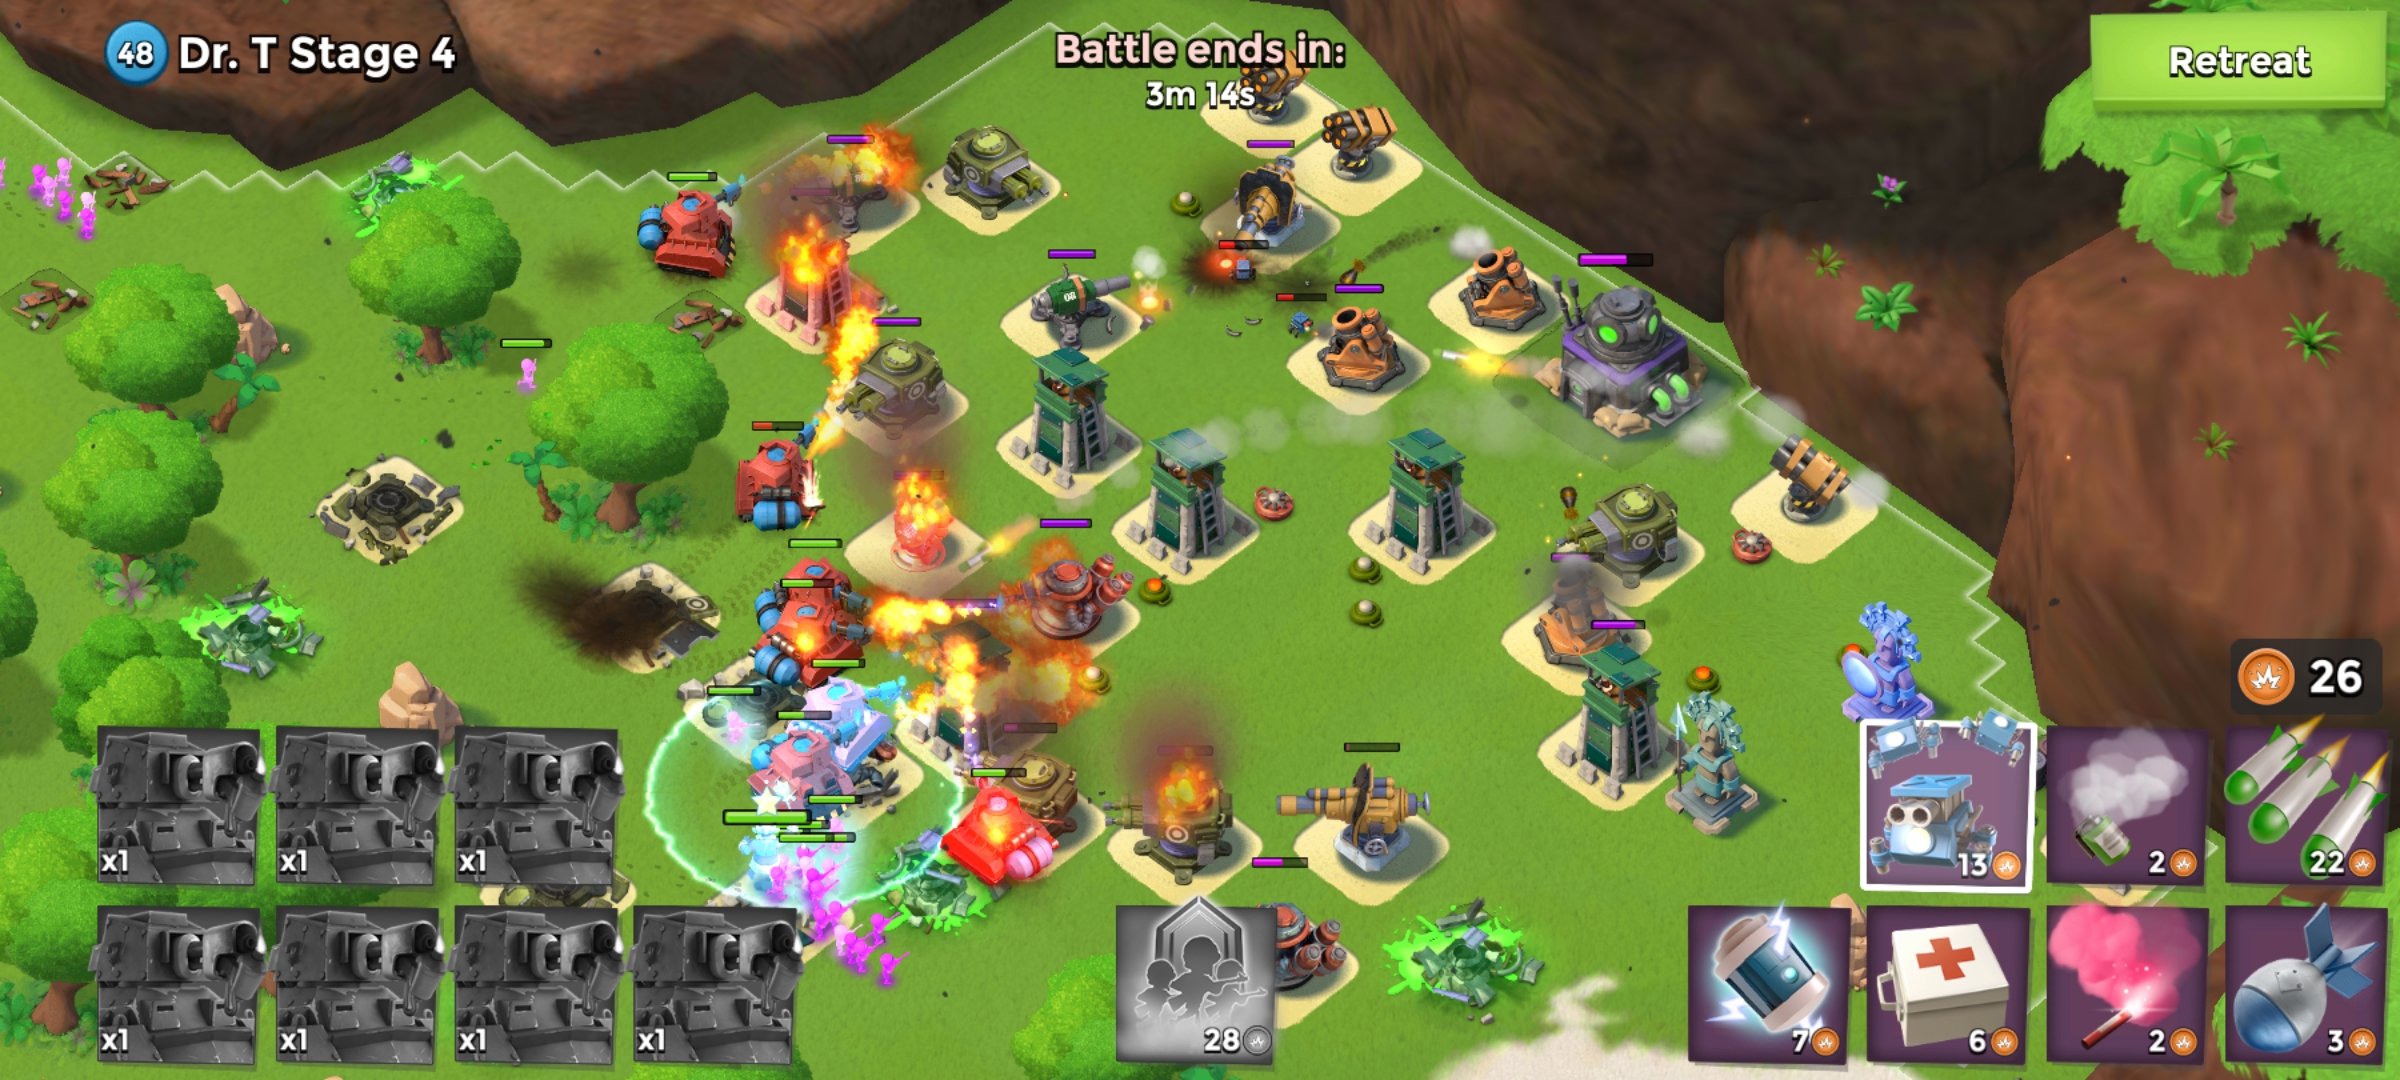 48 Dr. T Stage 4
Battle ends in:
3m 14s
Retreat
08
26
x1
x1
x1
13
2
22
x1
x1
x1
x1
28
7
6
2
3